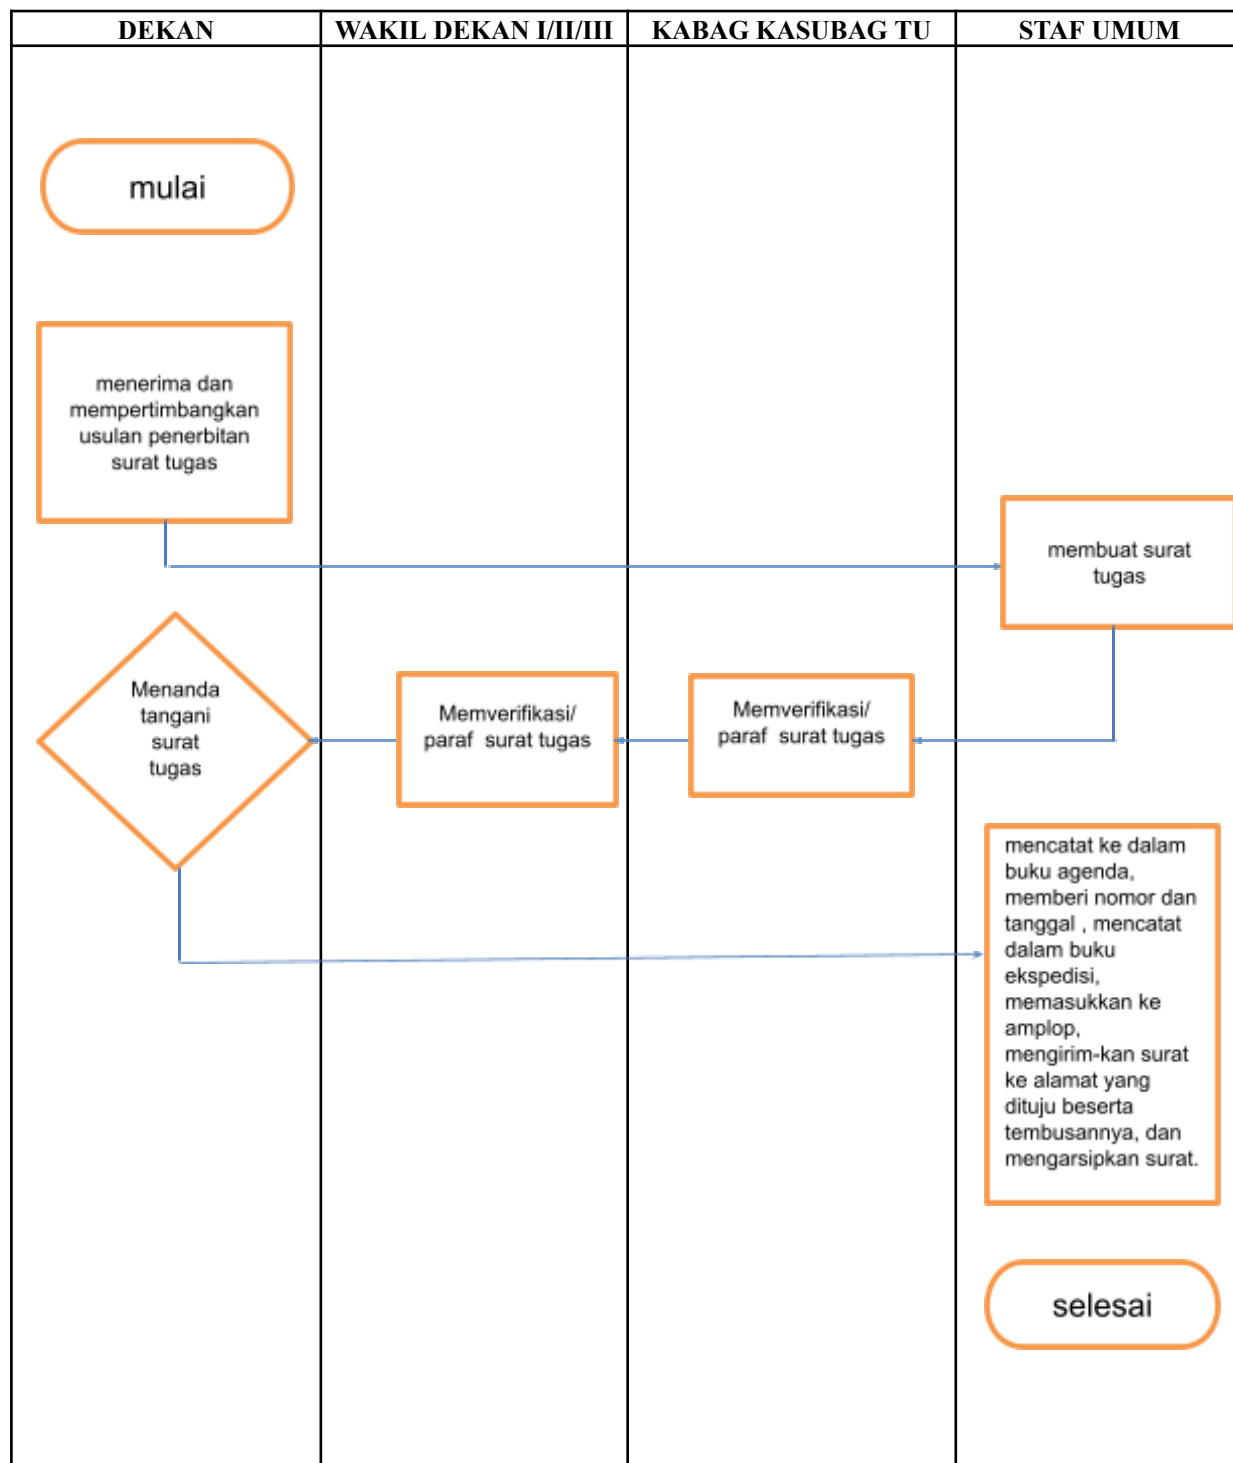 DEKAN
WAKIL DEKAN I/II/III
KABAG KASUBAG TU
STAF UMUM
mulai
menerima dan
mempertimbangkan
usulan penerbitan
surat tugas
membuat surat
tugas
Menanda
tangani
surat
tugas
Memverifikasi/
paraf surat tugas
Memverifikasi/
paraf surat tugas
mencatat ke dalam
buku agenda,
memberi nomor dan
tanggal , mencatat
dalam buku
ekspedisi,
memasukkan ke
amplop,
mengirim-kan surat
ke alamat yang
dituju beserta
tembusannya, dan
mengarsipkan surat.
selesai